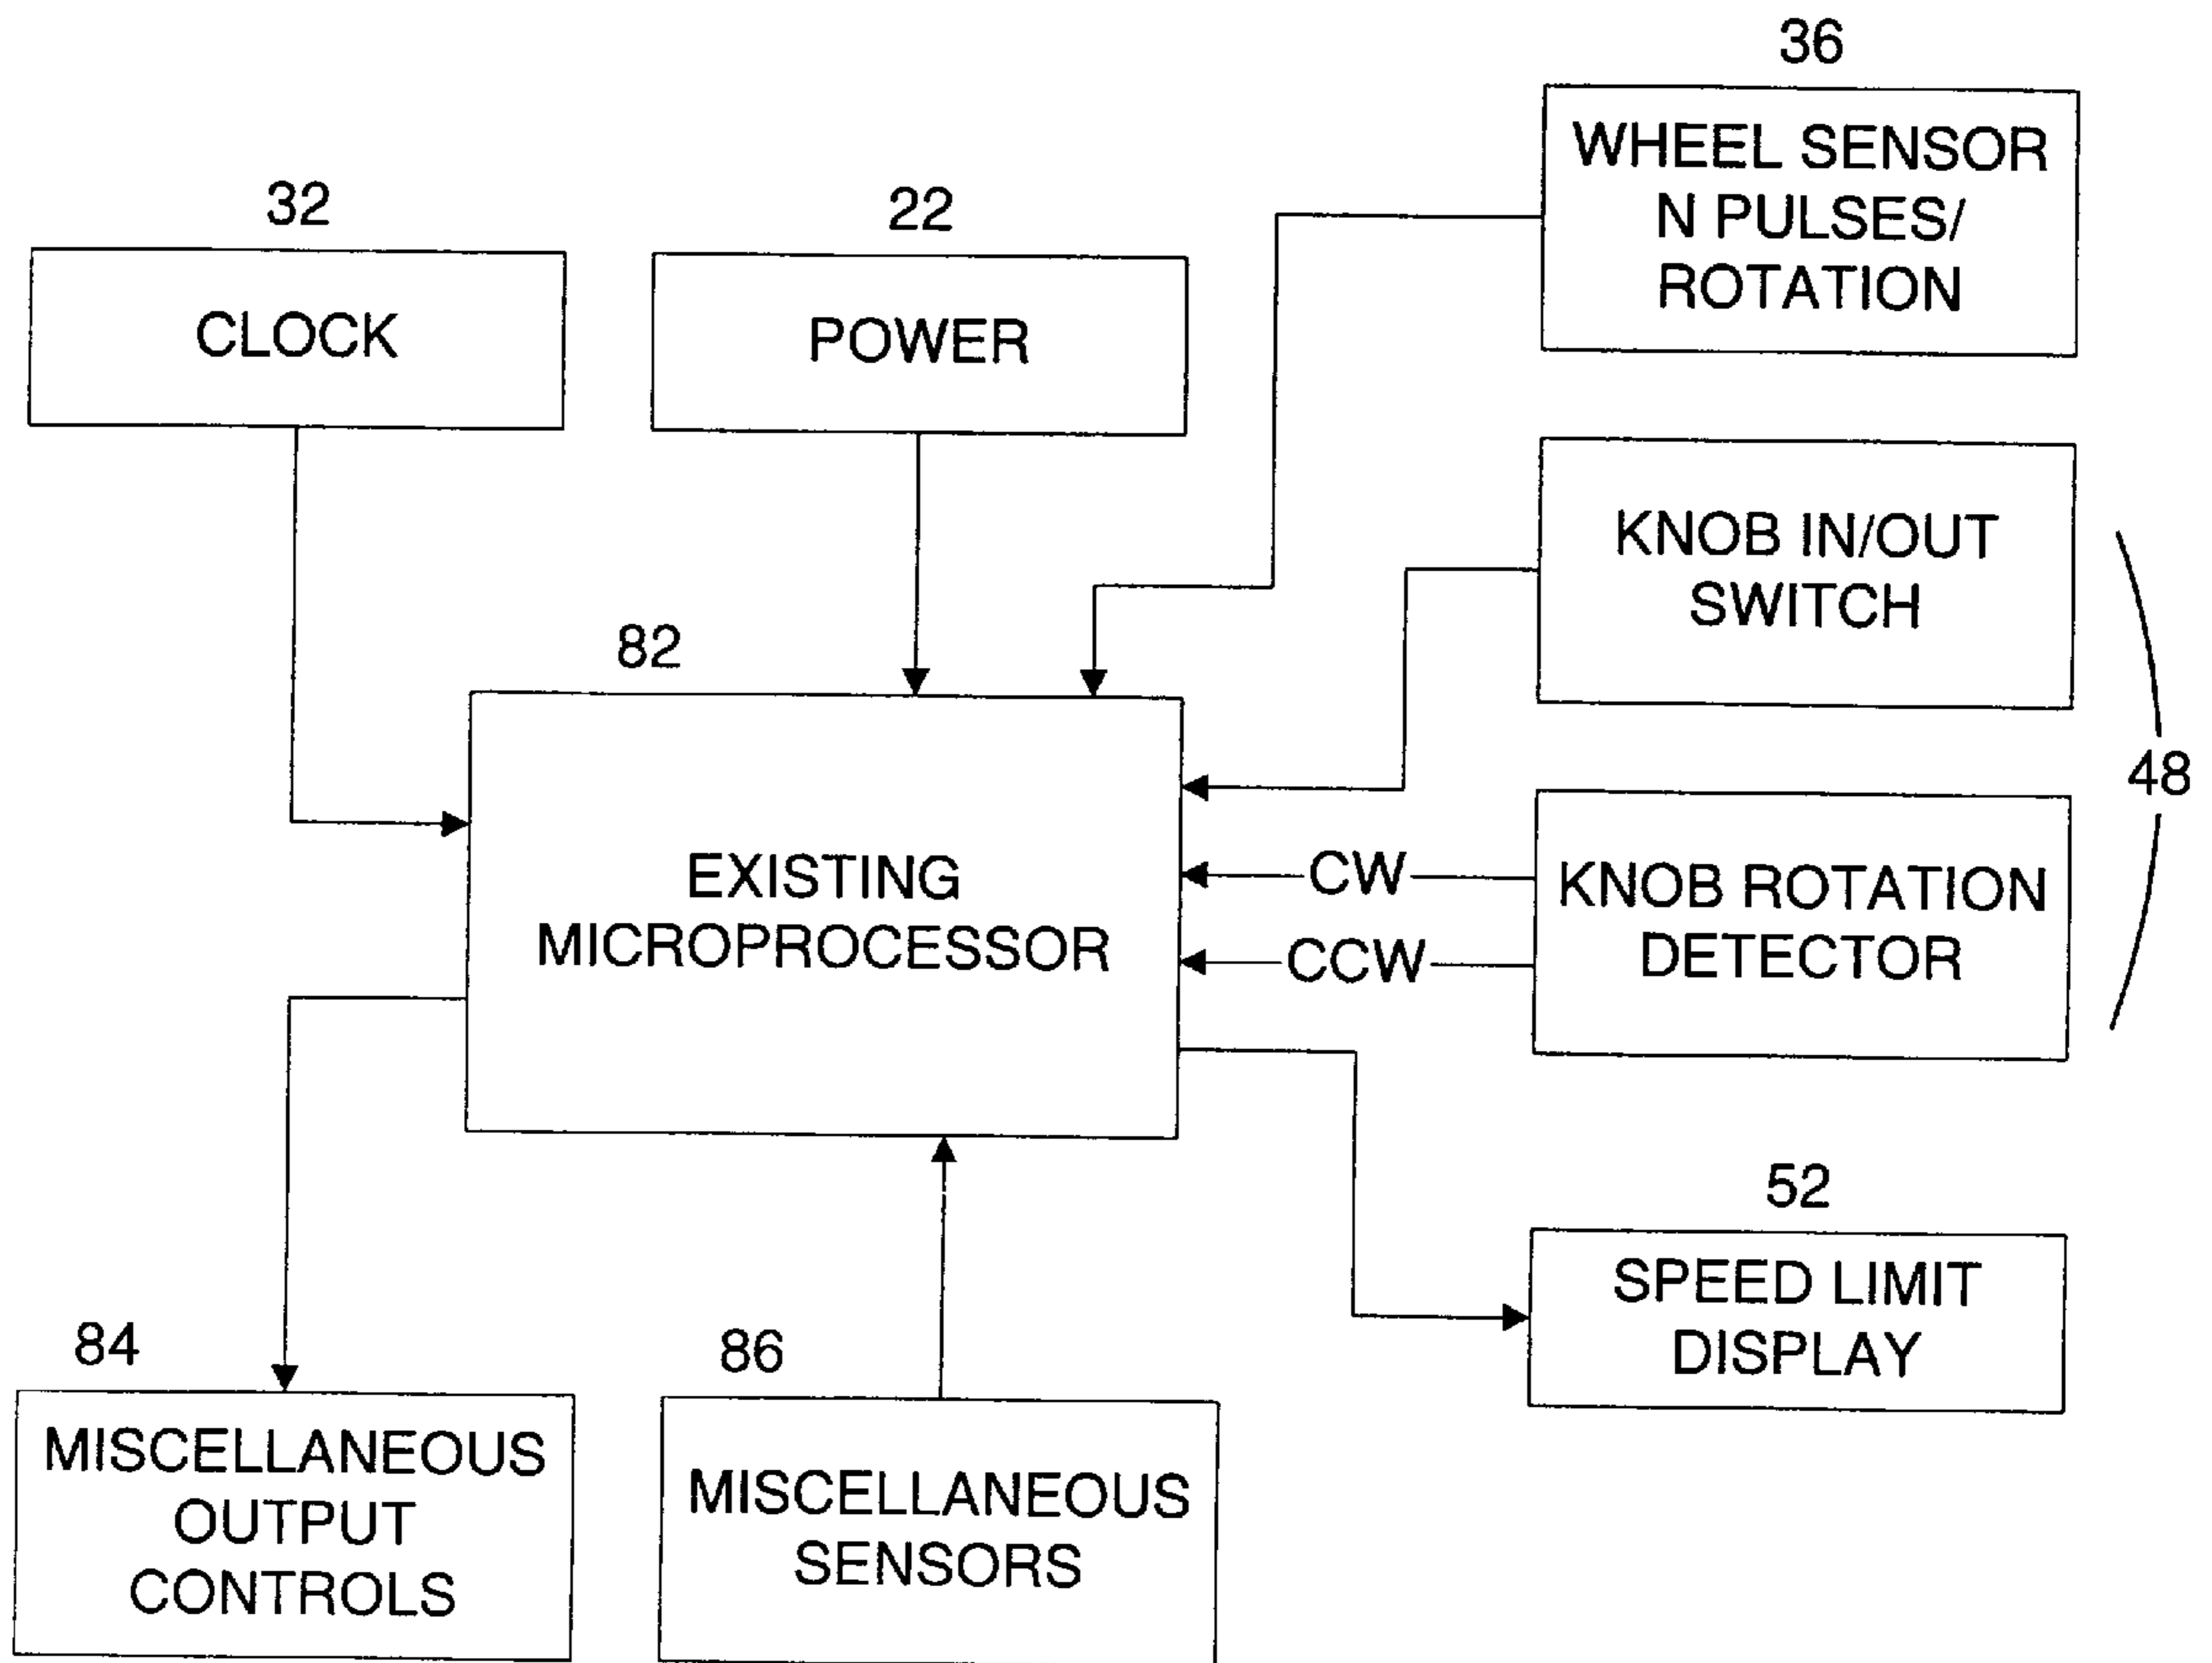 36
WHEEL SENSOR
N PULSES/
ROTATION
32
CLOCK
22
POWER
KNOB IN/OUT
SWITCH
82
48
EXISTING
MICROPROCESSOR
CW
CCW
KNOB ROTATION
DETECTOR
52
SPEED LIMIT
DISPLAY
84
MISCELLANEOUS
OUTPUT
CONTROLS
86
MISCELLANEOUS
SENSORS